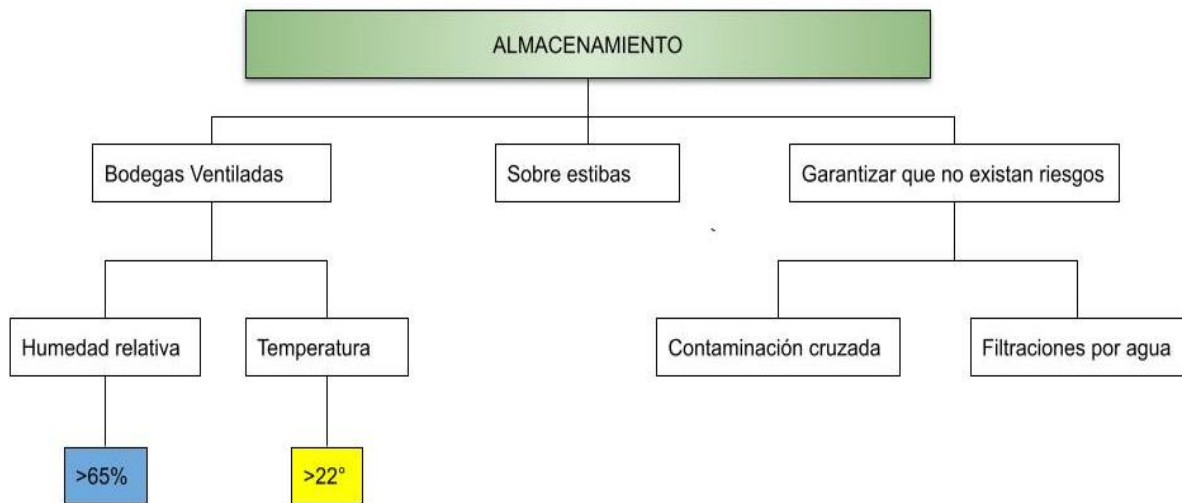 ALMACENAMIENTO
Bodegas Ventiladas
Sobre estibas
Garantizar que no existan riesgos
Humedad relativa
Temperatura
Contaminación cruzada
Filtraciones por agua
>65%
>22°